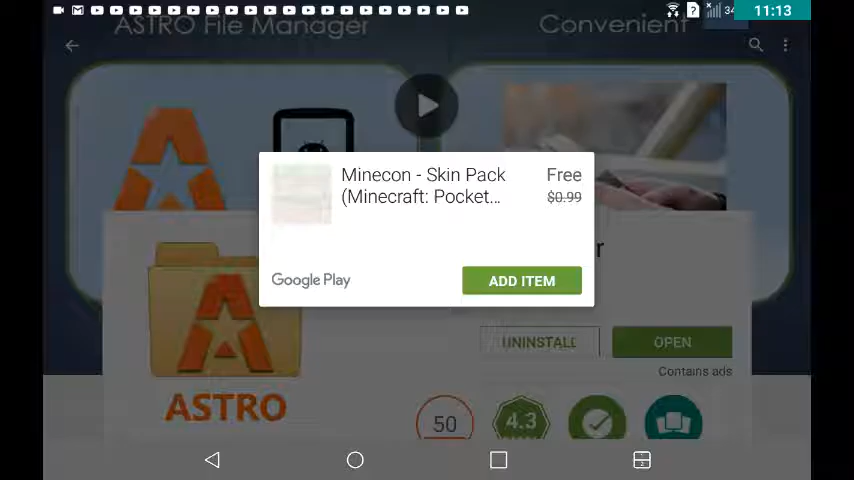 34
11:13
ASTRO File Manager
Convenient
Minecon - Skin Pack
(Minecraft: Pocket...
Free
$0.99
r
Google Play
ADD ITEM
UNINSTALL
OPEN
Contains ads
ASTRO
50
4.3